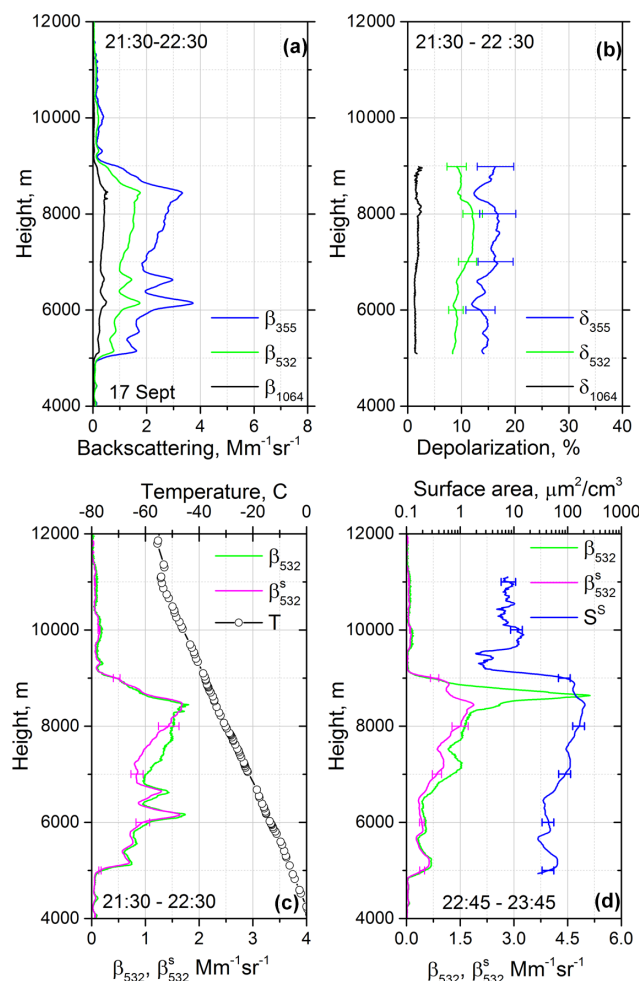 21:30-22:30 (a)
12000
10000
8000
6000
4000
Height, m
β355
β532
β1064
17 Sept
0 2 4 6 8
Backscattering, Mm⁻¹sr⁻¹
21:30 - 22 :30 (b)
12000
10000
8000
6000
4000
Height, m
δ355
δ532
δ1064
0 10 20 30 40
Depolarization, %
Temperature, C
-80 -60 -40 -20 0
12000
10000
8000
6000
4000
Height, m
β532
βˢ532
T
21:30 - 22:30 (c)
0 1 2 3 4
β532, βˢ532 Mm⁻¹sr⁻¹
Surface area, μm²/cm³
0.1 1 10 100 1000
12000
10000
8000
6000
4000
Height, m
β532
βˢ532
Sˢ
(d)
22:45 - 23:45
0.0 1.5 3.0 4.5 6.0
β532, βˢ532 Mm⁻¹sr⁻¹